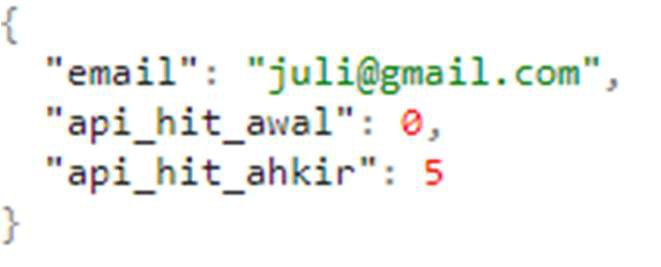 {
"email": "juli@gmail.com",
"api_hit_awal": 0,
"api_hit_ahkir": 5
}